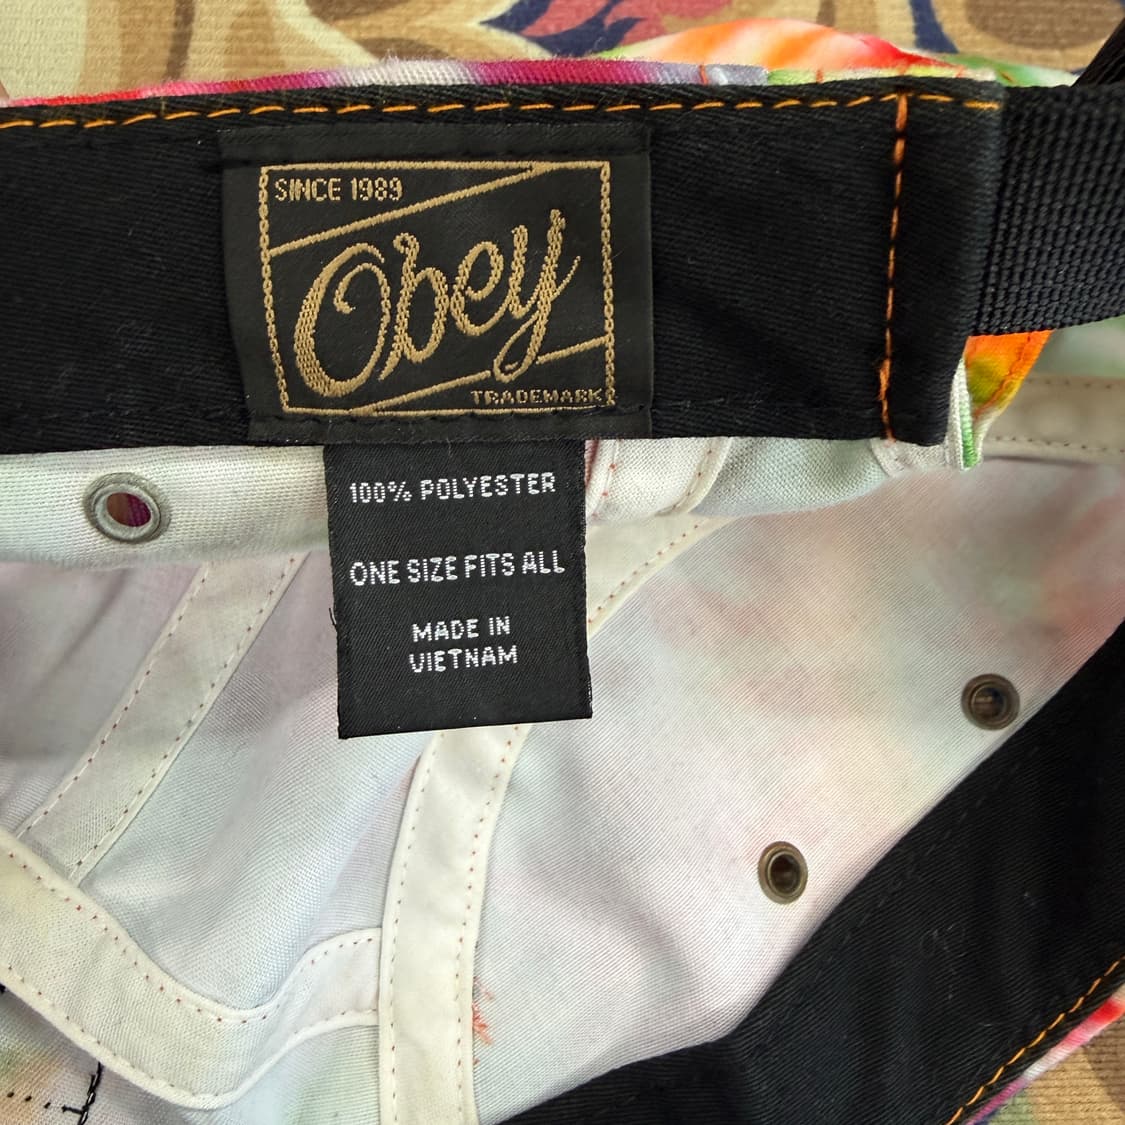 SINCE 1989
Obey
TRADEMARK
100% POLYESTER
ONE SIZE FITS ALL
MADE IN
VIETNAM